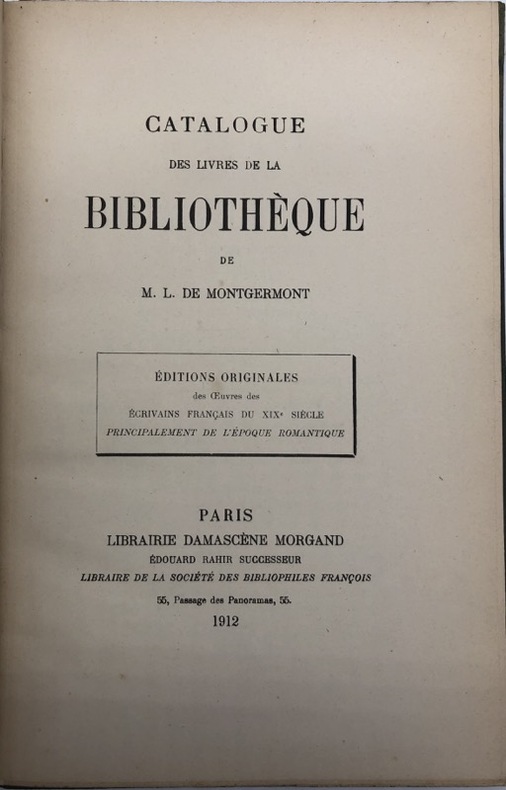 CATALOGUE
DES LIVRES DE LA
BIBLIOTHÈQUE
DE
M. L. DE MONTGERMONT
ÉDITIONS ORIGINALES
des Œuvres des
ÉCRIVAINS FRANÇAIS DU XIXᵉ SIÈCLE
PRINCIPALEMENT DE L'ÉPOQUE ROMANTIQUE
PARIS
LIBRAIRIE DAMASCÈNE MORGAND
ÉDOUARD RAHIR SUCCESSEUR
LIBRAIRE DE LA SOCIÉTÉ DES BIBLIOPHILES FRANÇOIS
55, Passage des Panoramas, 55.
1912